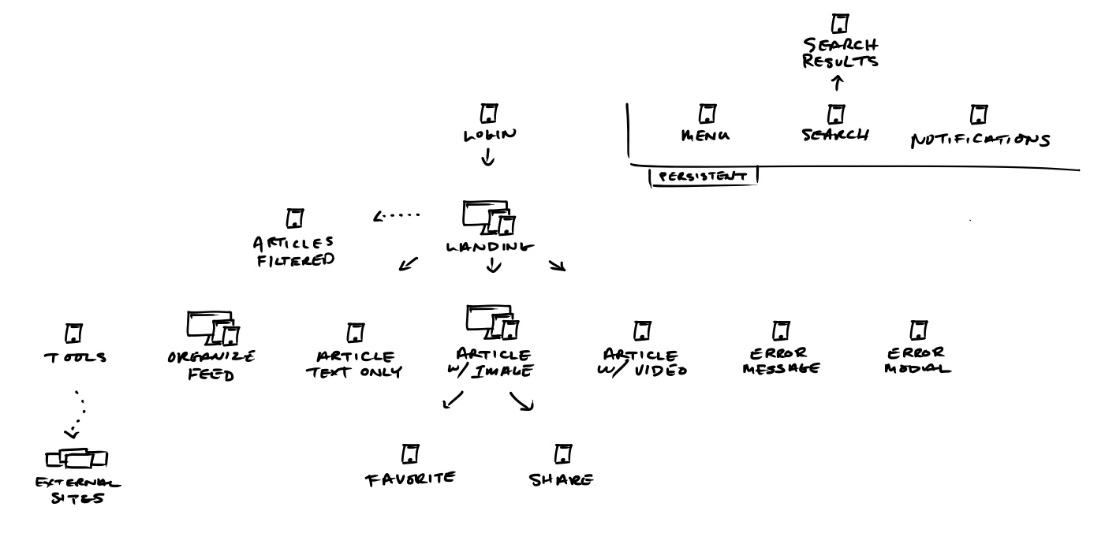 SEARCH
RESULTS
LOGIN
MENU
SEARCH
NOTIFICATIONS
PERSISTENT
ARTICLES
FILTERED
LANDING
TOOLS
ORGANIZE
FEED
ARTICLE
TEXT ONLY
ARTICLE
W/ IMAGE
ARTICLE
W/ VIDEO
ERROR
MESSAGE
ERROR
MODIAL
EXTERNAL
SITES
FAVORITE
SHARE